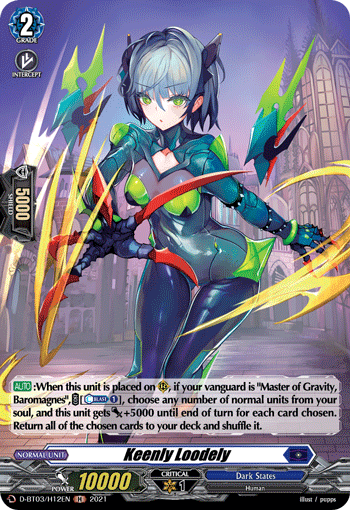 2
GRADE
INTERCEPT
5000
SHIELD
AUTO :When this unit is placed on , if your vanguard is "Master of Gravity,
Baromagnes", [ BLAST 1], choose any number of normal units from your
soul, and this unit gets +5000 until end of turn for each card chosen.
Return all of the chosen cards to your deck and shuffle it.
NORMAL UNIT
Keenly Loodely
POWER 10000
CRITICAL
1
Dark States
Human
D-BT03/H12EN H 2021
illust / pupps